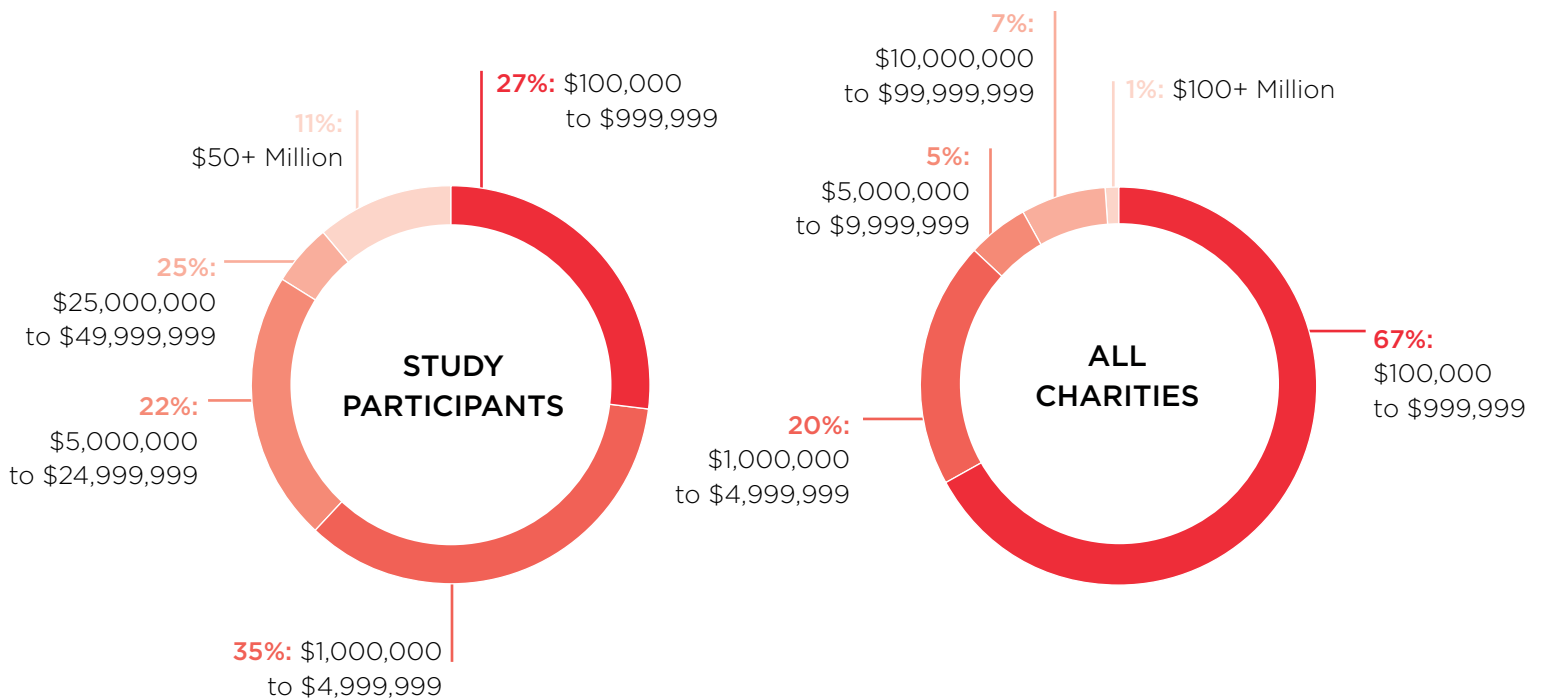 27%: $100,000
to $999,999
11%:
$50+ Million
25%:
$25,000,000
to $49,999,999
22%:
$5,000,000
to $24,999,999
35%: $1,000,000
to $4,999,999
STUDY
PARTICIPANTS
7%:
$10,000,000
to $99,999,999
1%: $100+ Million
5%:
$5,000,000
to $9,999,999
67%:
$100,000
to $999,999
20%:
$1,000,000
to $4,999,999
ALL
CHARITIES